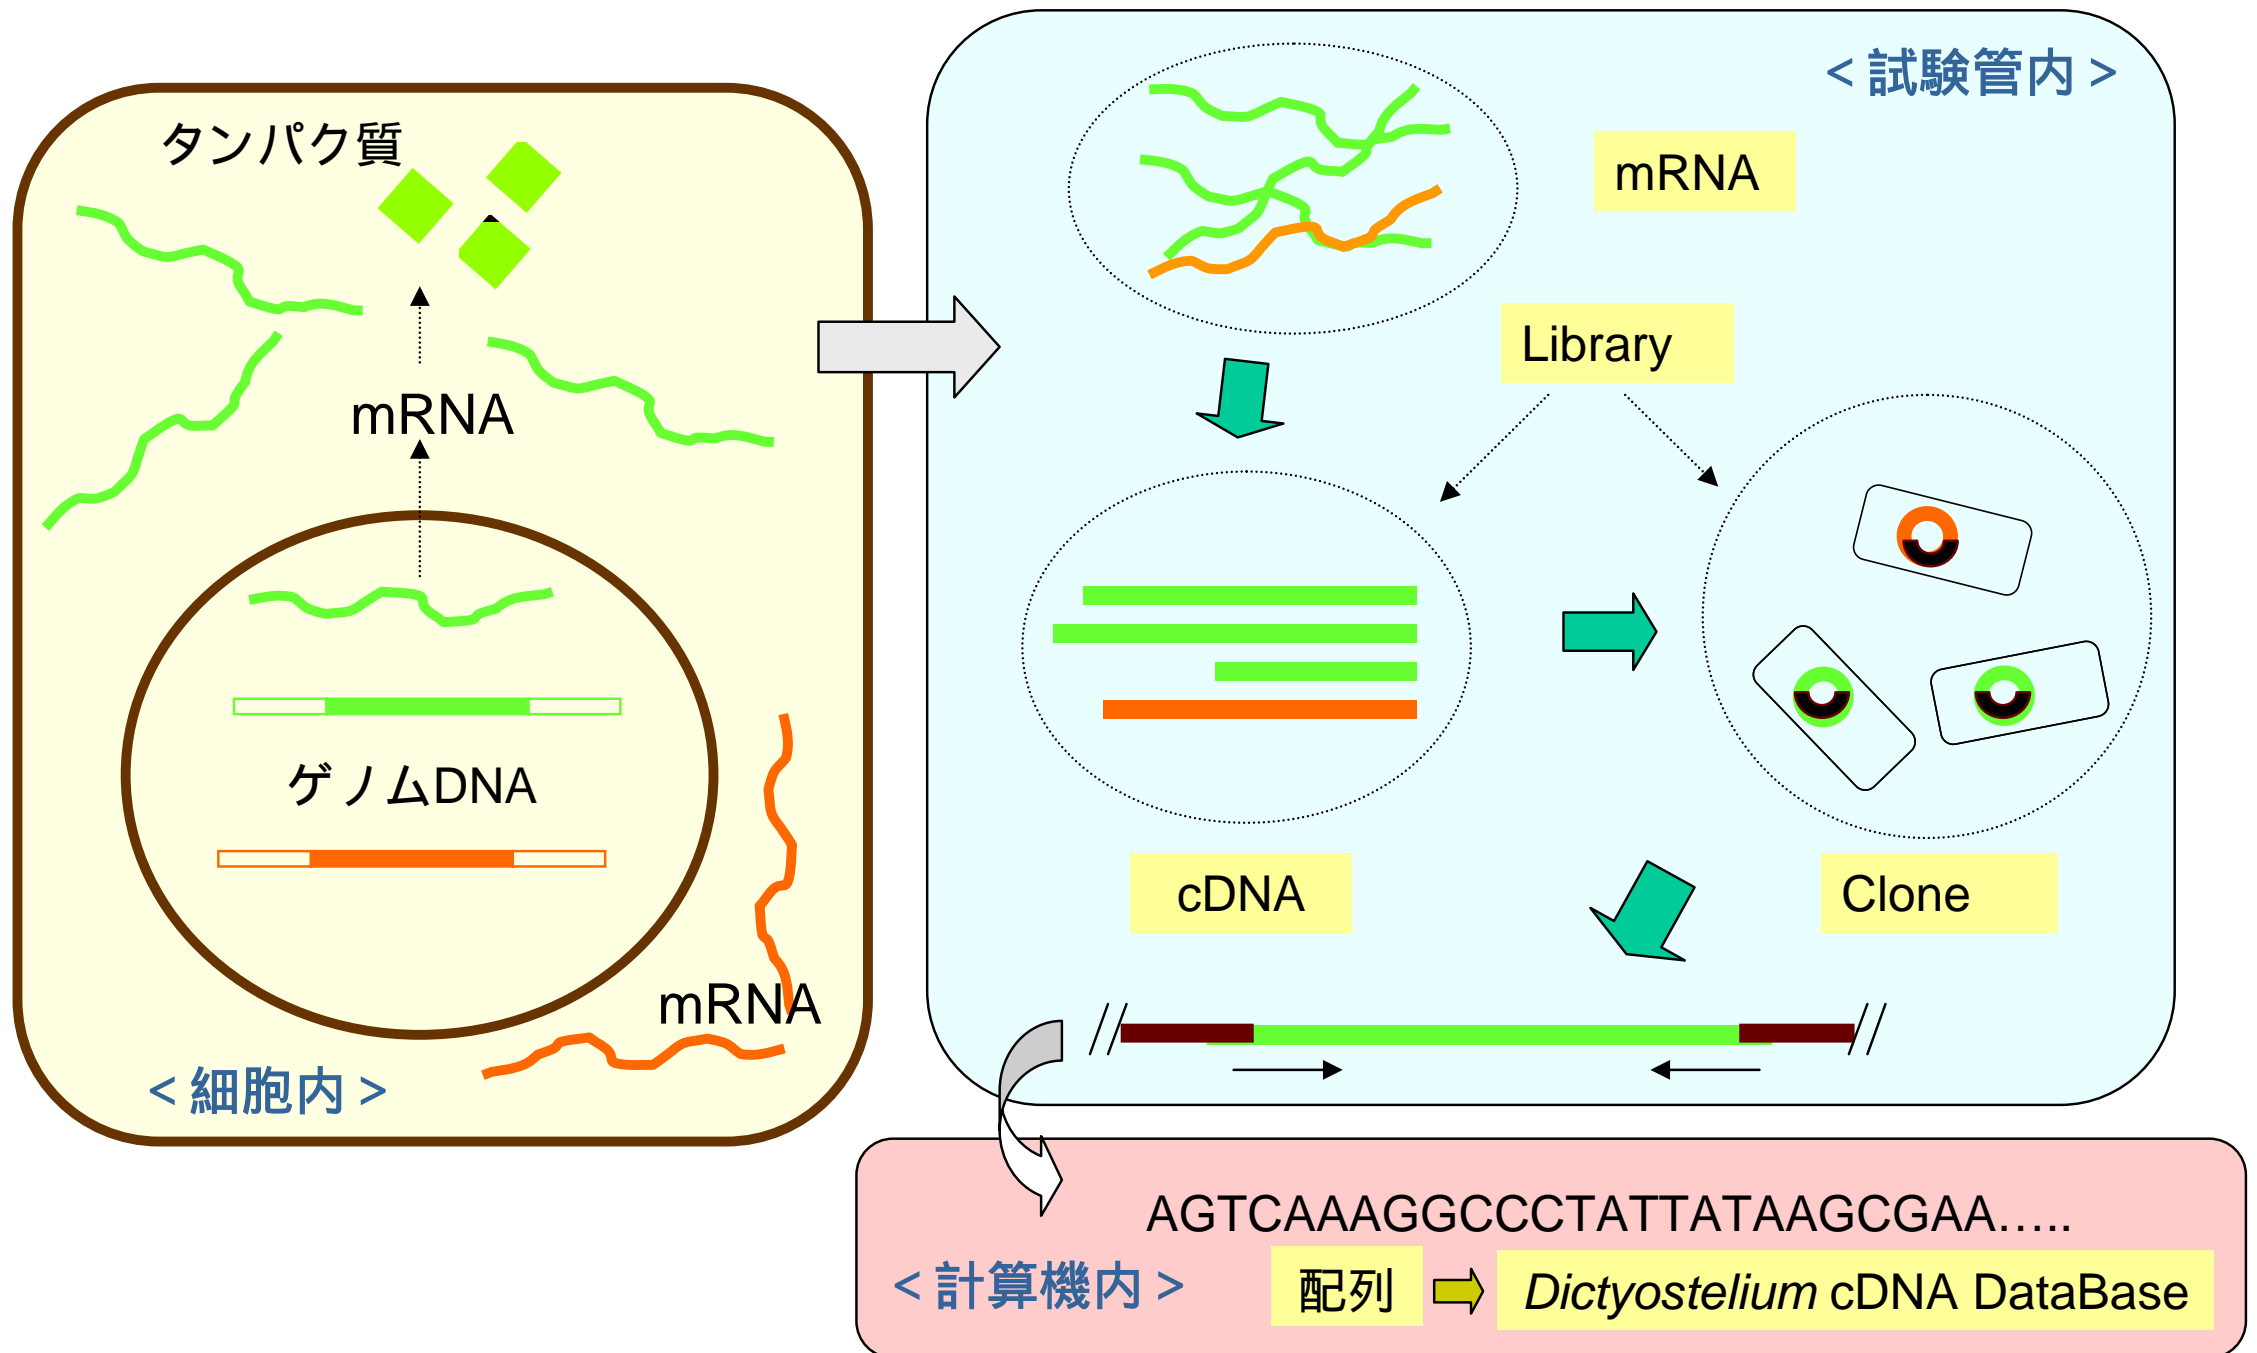 タンパク質
mRNA
ゲノムDNA
mRNA
<細胞内>
<試験管内>
mRNA
Library
cDNA
Clone
AGTCAAAGGCCCTATTATAAGCGAA.....
<計算機内>
配列
Dictyostelium cDNA DataBase